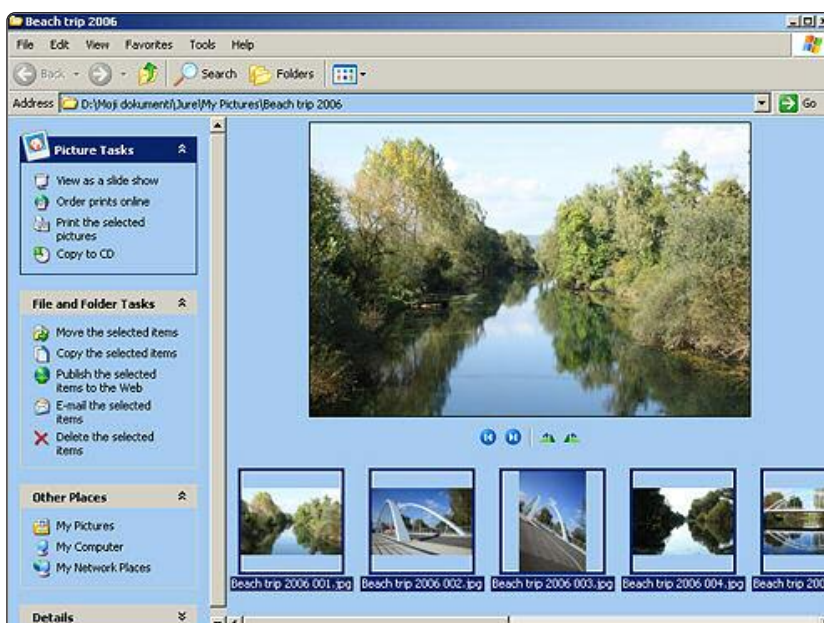 Beach trip 2006
File Edit View Favorites Tools Help
Back Search Folders
Address D:\Moji dokumenti\Jure\My Pictures\Beach trip 2006 Go
Picture Tasks
View as a slide show
Order prints online
Print the selected
pictures
Copy to CD
File and Folder Tasks
Move the selected items
Copy the selected items
Publish the selected
items to the Web
E-mail the selected
items
Delete the selected
items
Other Places
My Pictures
My Computer
My Network Places
Details
Beach trip 2006 001.jpg Beach trip 2006 002.jpg Beach trip 2006 003.jpg Beach trip 2006 004.jpg Beach trip 200